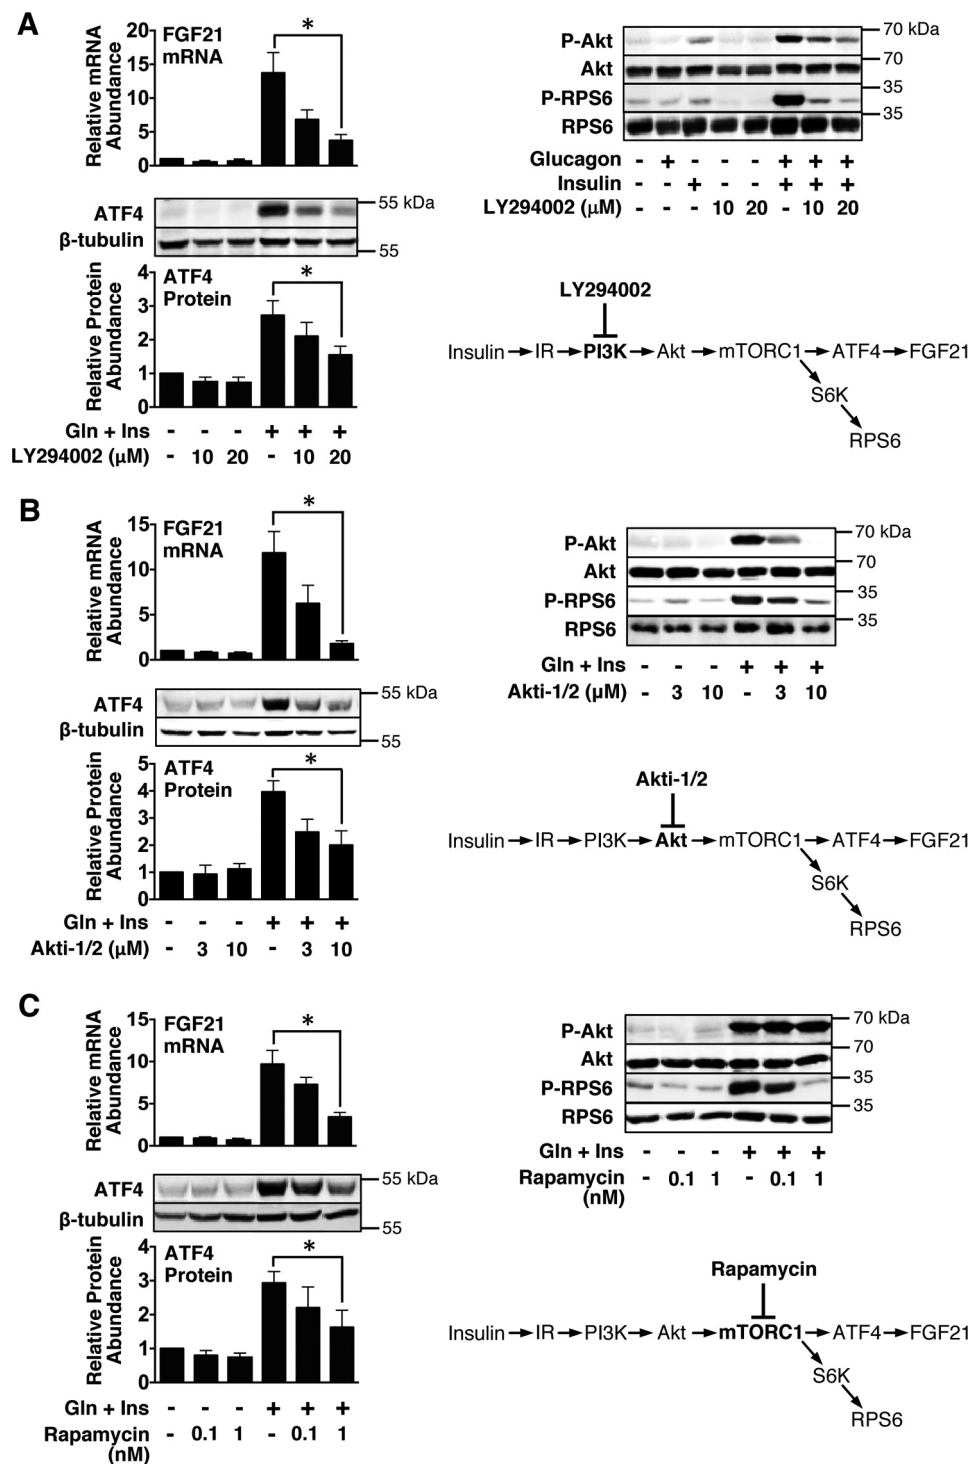 A
20
15
10
5
0
Relative mRNA
Abundance
FGF21
mRNA
*
ATF4
55 kDa
β-tubulin
55
4
3
2
1
0
Relative Protein
Abundance
ATF4
Protein
*
Gln + Ins - - - + + +
LY294002 (μM) - 10 20 - 10 20
P-Akt
70 kDa
Akt
70
P-RPS6
35
RPS6
35
Glucagon - + - - - + + +
Insulin - - + - - + + +
LY294002 (μM) - - - 10 20 - 10 20
LY294002
Insulin IR PI3K Akt mTORC1 ATF4 FGF21
S6K
RPS6
B
15
10
5
0
Relative mRNA
Abundance
FGF21
mRNA
*
ATF4
55 kDa
β-tubulin
55
5
4
3
2
1
0
Relative Protein
Abundance
ATF4
Protein
*
Gln + Ins - - - + + +
Akti-1/2 (μM) - 3 10 - 3 10
P-Akt
70 kDa
Akt
70
P-RPS6
35
RPS6
35
Gln + Ins - - - + + +
Akti-1/2 (μM) - 3 10 - 3 10
Akti-1/2
Insulin IR PI3K Akt mTORC1 ATF4 FGF21
S6K
RPS6
C
15
10
5
0
Relative mRNA
Abundance
FGF21
mRNA
*
ATF4
55 kDa
β-tubulin
55
4
3
2
1
0
Relative Protein
Abundance
ATF4
Protein
*
Gln + Ins - - - + + +
Rapamycin - 0.1 1 - 0.1 1
(nM)
P-Akt
70 kDa
Akt
70
P-RPS6
35
RPS6
35
Gln + Ins - - - + + +
Rapamycin - 0.1 1 - 0.1 1
(nM)
Rapamycin
Insulin IR PI3K Akt mTORC1 ATF4 FGF21
S6K
RPS6